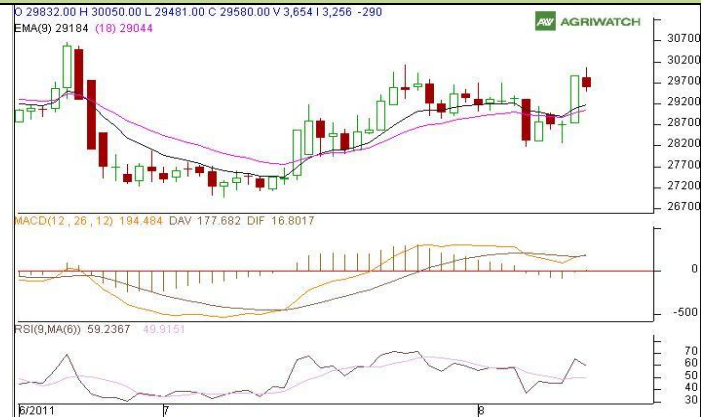 O 29832.00 H 30050.00 L 29481.00 C 29580.00 V 3,654 I 3,256 -290
EMA(9) 29184 (18) 29044
AW AGRIWATCH
30700
30200
29700
29200
28700
28200
27700
27200
26700
MACD(12, 26, 12) 194.484 DAV 177.682 DIF 16.8017
0
-500
RSI(9,MA(6)) 59.2367 49.9151
70
60
50
40
30
6/2011 7 8